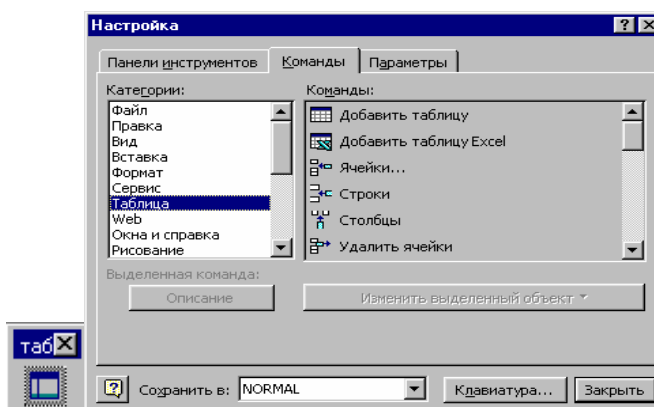 Настройка
Панели инструментов
Команды
Параметры
Категории:
Файл
Правка
Вид
Вставка
Формат
Сервис
Таблица
Web
Окна и справка
Рисование
Команды:
Добавить таблицу
Добавить таблицу Excel
Ячейки...
Строки
Столбцы
Удалить ячейки
Выделенная команда:
Описание
Изменить выделенный объект
таб
Сохранить в: NORMAL
Клавиатура...
Закрыть